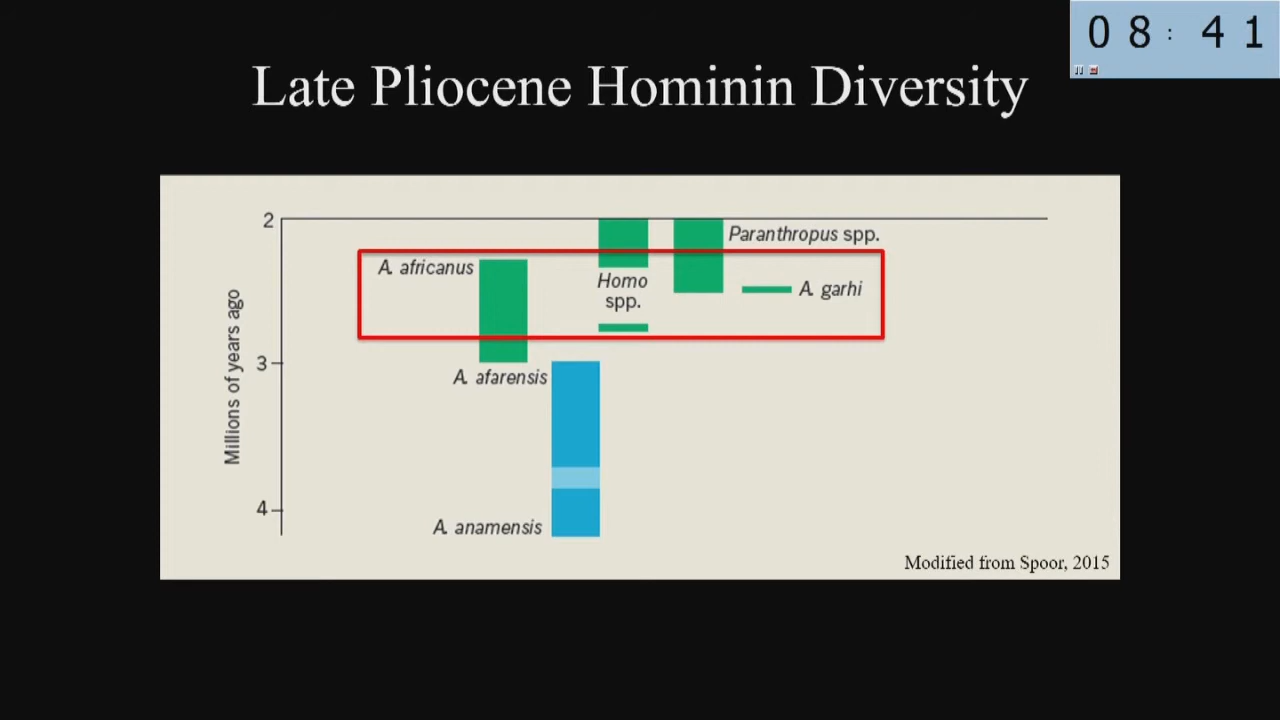 08: 41
Late Pliocene Hominin Diversity
2
Paranthropus spp.
A. africanus
Homo
spp.
A. garhi
Millions of years ago
3
A. afarensis
4
A. anamensis
Modified from Spoor, 2015